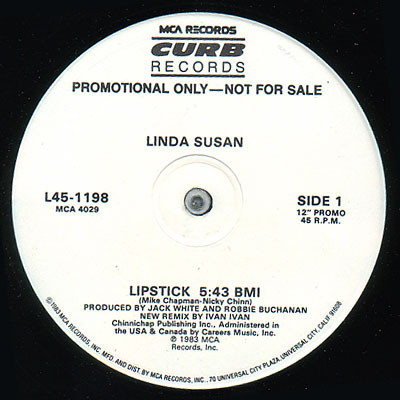 MCA RECORDS
CURB
RECORDS
PROMOTIONAL ONLY—NOT FOR SALE
LINDA SUSAN
L45-1198
MCA 4029
SIDE 1
12" PROMO
45 R.P.M.
LIPSTICK 5:43 BMI
(Mike Chapman-Nicky Chinn)
PRODUCED BY JACK WHITE AND ROBBIE BUCHANAN
NEW REMIX BY IVAN IVAN
Chinnichap Publishing Inc., Administered in
the USA & Canada by Careers Music, Inc.
℗ 1983 MCA
Records, Inc.
©1983 MCA RECORDS, INC. MFD. AND DIST. BY MCA RECORDS, INC., 70 UNIVERSAL CITY PLAZA, UNIVERSAL CITY, CALIF. 91608